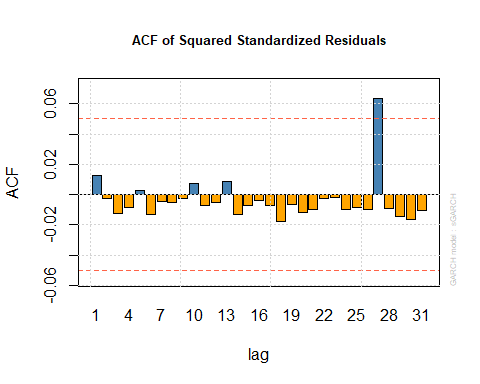 ACF of Squared Standardized Residuals
ACF
0.06
0.02
-0.02
-0.06
1 4 7 10 13 16 19 22 25 28 31
lag
GARCH model : sGARCH